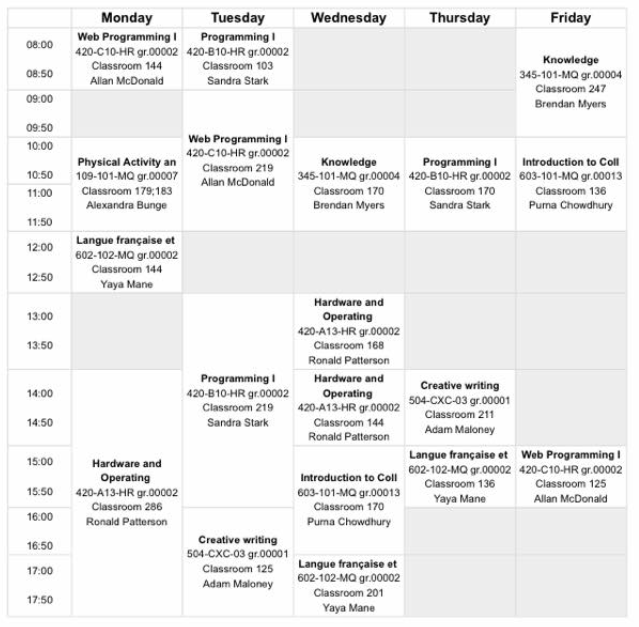 Monday Tuesday Wednesday Thursday Friday
08:00
08:50
09:00
09:50
10:00
10:50
11:00
11:50
12:00
12:50
13:00
13:50
14:00
14:50
15:00
15:50
16:00
16:50
17:00
17:50
Web Programming I
420-C10-HR gr.00002
Classroom 144
Allan McDonald
Physical Activity an
109-101-MQ gr.00007
Classroom 179;183
Alexandra Bunge
Langue française et
602-102-MQ gr.00002
Classroom 144
Yaya Mane
Hardware and
Operating
420-A13-HR gr.00002
Classroom 286
Ronald Patterson
Programming I
420-B10-HR gr.00002
Classroom 103
Sandra Stark
Web Programming I
420-C10-HR gr.00002
Classroom 219
Allan McDonald
Programming I
420-B10-HR gr.00002
Classroom 219
Sandra Stark
Creative writing
504-CXC-03 gr.00001
Classroom 125
Adam Maloney
Knowledge
345-101-MQ gr.00004
Classroom 170
Brendan Myers
Hardware and
Operating
420-A13-HR gr.00002
Classroom 168
Ronald Patterson
Hardware and
Operating
420-A13-HR gr.00002
Classroom 144
Ronald Patterson
Introduction to Coll
603-101-MQ gr.00013
Classroom 170
Purna Chowdhury
Langue française et
602-102-MQ gr.00002
Classroom 201
Yaya Mane
Programming I
420-B10-HR gr.00002
Classroom 170
Sandra Stark
Creative writing
504-CXC-03 gr.00001
Classroom 211
Adam Maloney
Langue française et
602-102-MQ gr.00002
Classroom 136
Yaya Mane
Knowledge
345-101-MQ gr.00004
Classroom 247
Brendan Myers
Introduction to Coll
603-101-MQ gr.00013
Classroom 136
Purna Chowdhury
Web Programming I
420-C10-HR gr.00002
Classroom 125
Allan McDonald